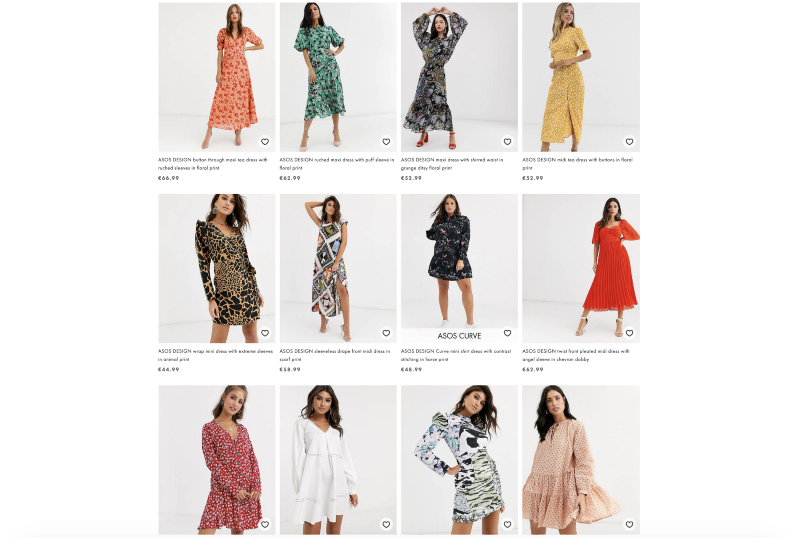 ASOS DESIGN button through maxi tea dress with
ruched sleeves in floral print
€66.99
ASOS DESIGN ruched maxi dress with puff sleeve in
floral print
€62.99
ASOS DESIGN maxi dress with shirred waist in
grunge ditsy floral print
€53.99
ASOS DESIGN midi tea dress with buttons in floral
print
€52.99
ASOS DESIGN wrap mini dress with extreme sleeves
in animal print
€44.99
ASOS DESIGN sleeveless drape front midi dress in
scarf print
€58.99
ASOS CURVE
ASOS DESIGN Curve mini shirt dress with contrast
stitching in horse print
€48.99
ASOS DESIGN twist front pleated midi dress with
angel sleeve in chevron dobby
€62.99